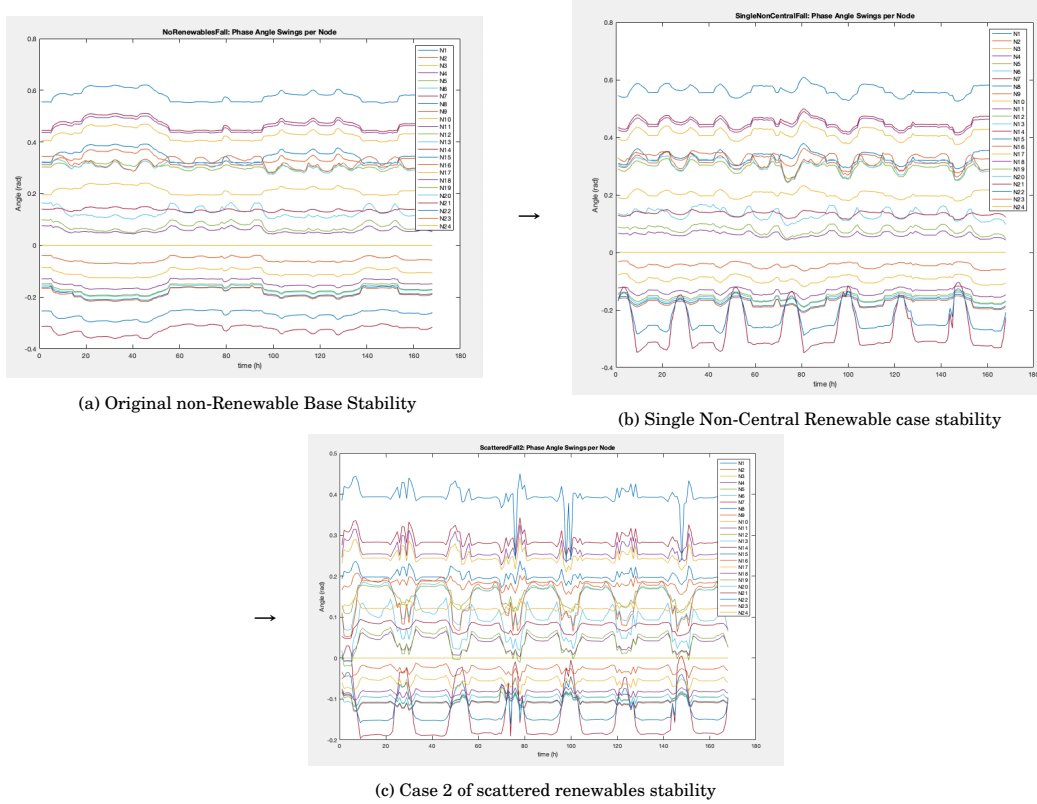 NoRenewablesFall: Phase Angle Swings per Node
0.8
0.6
0.4
0.2
0
-0.2
-0.4
Angle (rad)
0 20 40 60 80 100 120 140 160 180
time (h)
N1
N2
N3
N4
N5
N6
N7
N8
N9
N10
N11
N12
N13
N14
N15
N16
N17
N18
N19
N20
N21
N22
N23
N24
(a) Original non-Renewable Base Stability
→
SingleNonCentralFall: Phase Angle Swings per Node
0.8
0.6
0.4
0.2
0
-0.2
-0.4
Angle (rad)
0 20 40 60 80 100 120 140 160 180
time (h)
N1
N2
N3
N4
N5
N6
N7
N8
N9
N10
N11
N12
N13
N14
N15
N16
N17
N18
N19
N20
N21
N22
N23
N24
(b) Single Non-Central Renewable case stability
→
ScatteredFall2: Phase Angle Swings per Node
0.5
0.4
0.3
0.2
0.1
0
-0.1
-0.2
Angle (rad)
0 20 40 60 80 100 120 140 160 180
time (h)
N1
N2
N3
N4
N5
N6
N7
N8
N9
N10
N11
N12
N13
N14
N15
N16
N17
N18
N19
N20
N21
N22
N23
N24
(c) Case 2 of scattered renewables stability